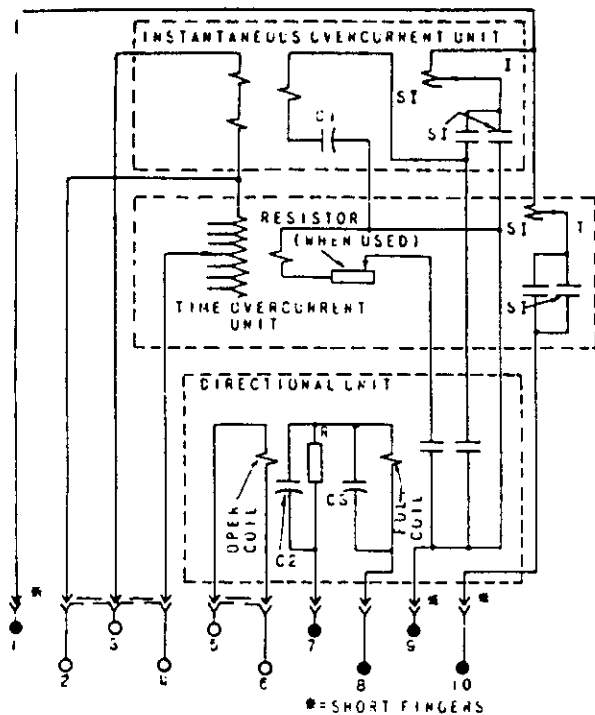 INSTANTANEOUS OVERCURRENT UNIT
I
SI
C1
SI
RESISTOR
(WHEN USED)
SI
T
TIME OVERCURRENT
UNIT
SI
DIRECTIONAL UNIT
R
OPER
COIL
C2
C3
POL
COIL
*
*
*
1
3
5
7
9
10
2
4
6
8
*=SHORT FINGERS